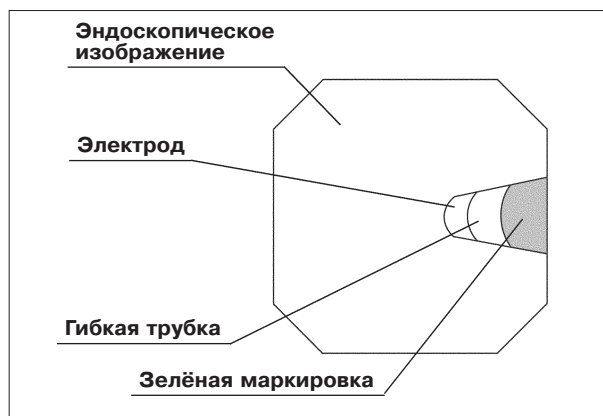 Эндоскопическое
изображение
Электрод
Гибкая трубка
Зелёная маркировка